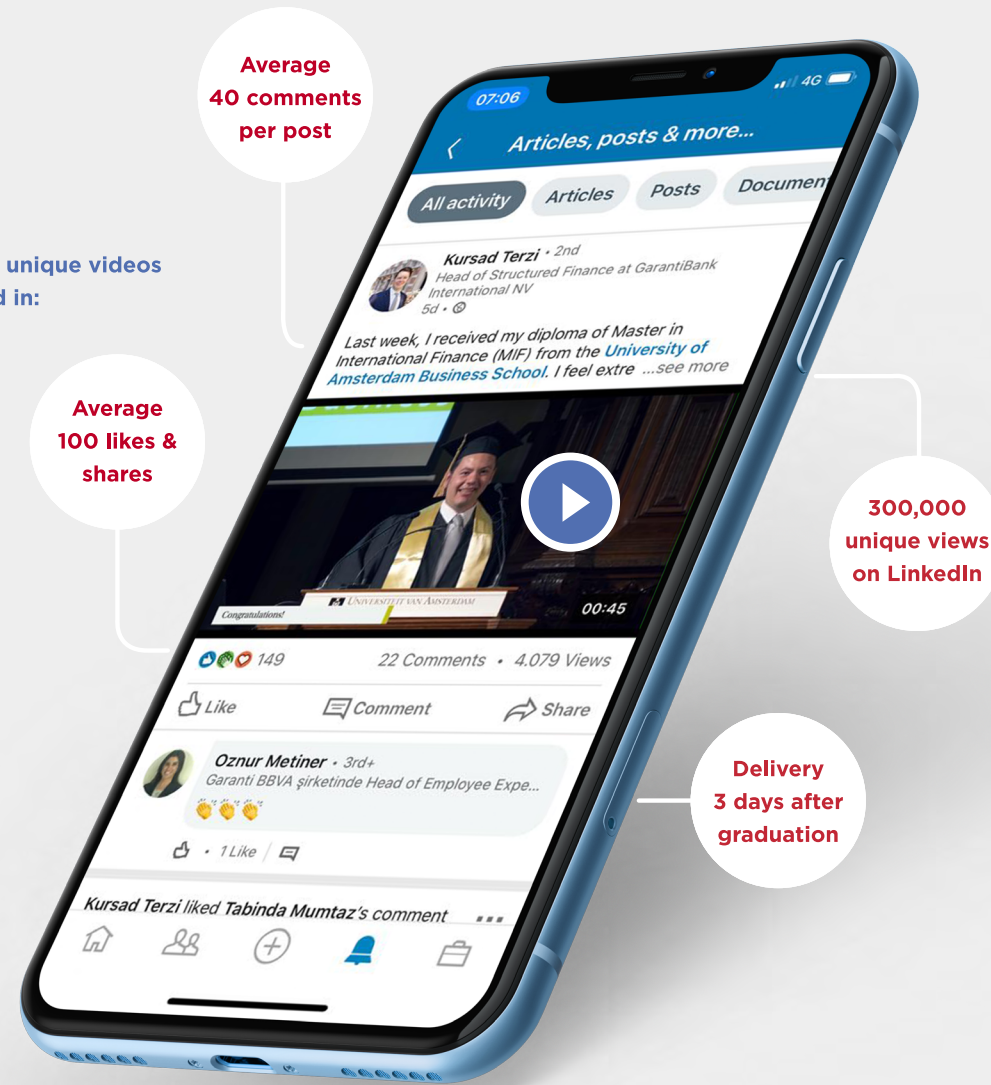 Average
40 comments
per post
unique videos
d in:
Average
100 likes &
shares
300,000
unique views
on LinkedIn
Delivery
3 days after
graduation
07:06
4G
Articles, posts & more...
All activity
Articles
Posts
Documen
Kursad Terzi • 2nd
Head of Structured Finance at GarantiBank
International NV
5d •
Last week, I received my diploma of Master in
International Finance (MIF) from the University of
Amsterdam Business School. I feel extre ...see more
UNIVERSITEIT VAN AMSTERDAM
Congratulations!
00:45
149
22 Comments • 4.079 Views
Like
Comment
Share
Oznur Metiner • 3rd+
Garanti BBVA şirketinde Head of Employee Expe...
👏👏👏
• 1 Like
Kursad Terzi liked Tabinda Mumtaz's comment